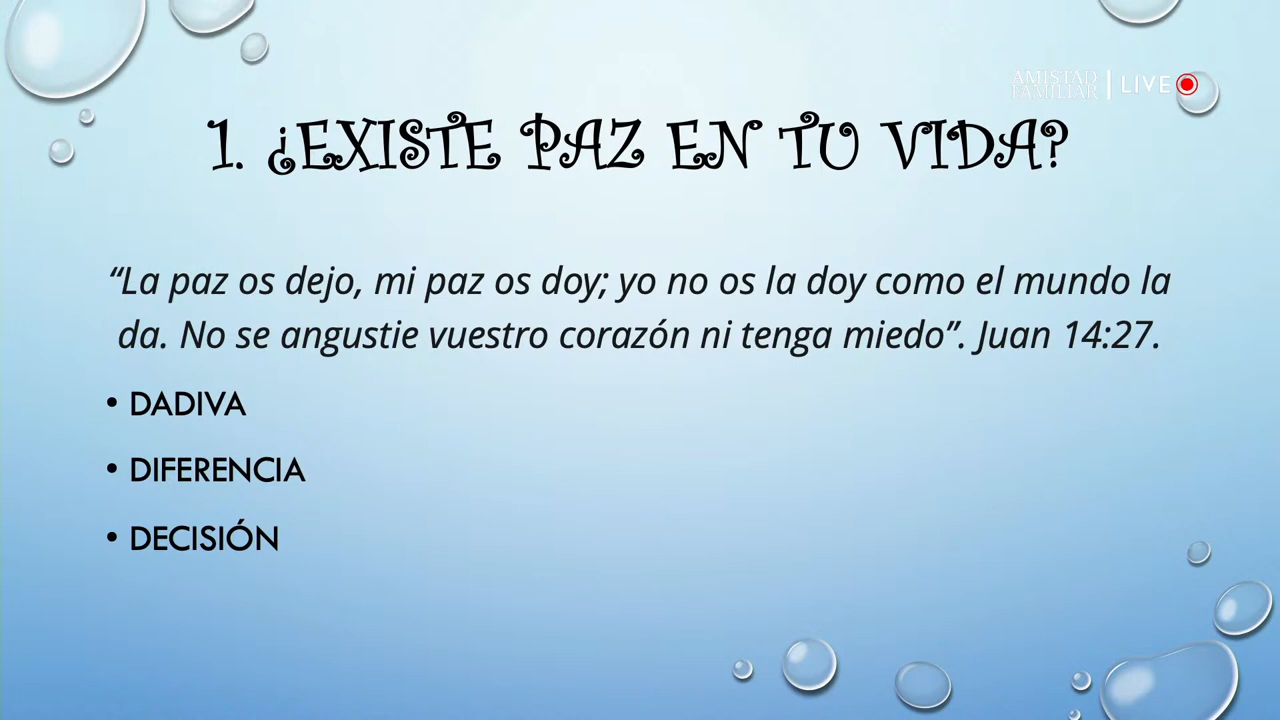 AMISTAD
FAMILIAR
LIVE
1. ¿EXISTE PAZ EN TU VIDA?
“La paz os dejo, mi paz os doy; yo no os la doy como el mundo la
da. No se angustie vuestro corazón ni tenga miedo”. Juan 14:27.
• DADIVA
• DIFERENCIA
• DECISIÓN